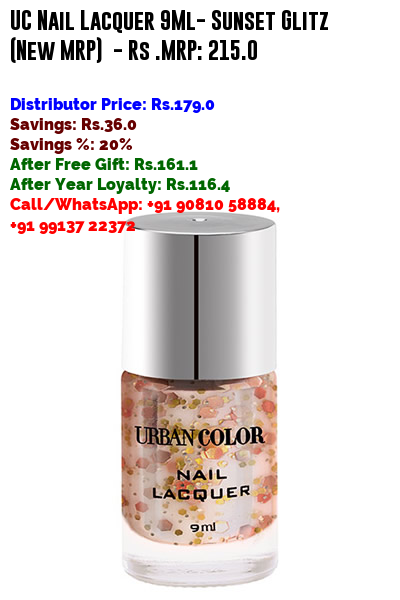 UC Nail Lacquer 9Ml- Sunset Glitz
(New MRP) - Rs .MRP: 215.0
Distributor Price: Rs.179.0
Savings: Rs.36.0
Savings %: 20%
After Free Gift: Rs.161.1
After Year Loyalty: Rs.116.4
Call/WhatsApp: +91 90810 58884,
+91 99137 22372
URBAN COLOR
NAIL
LACQUER
9ml